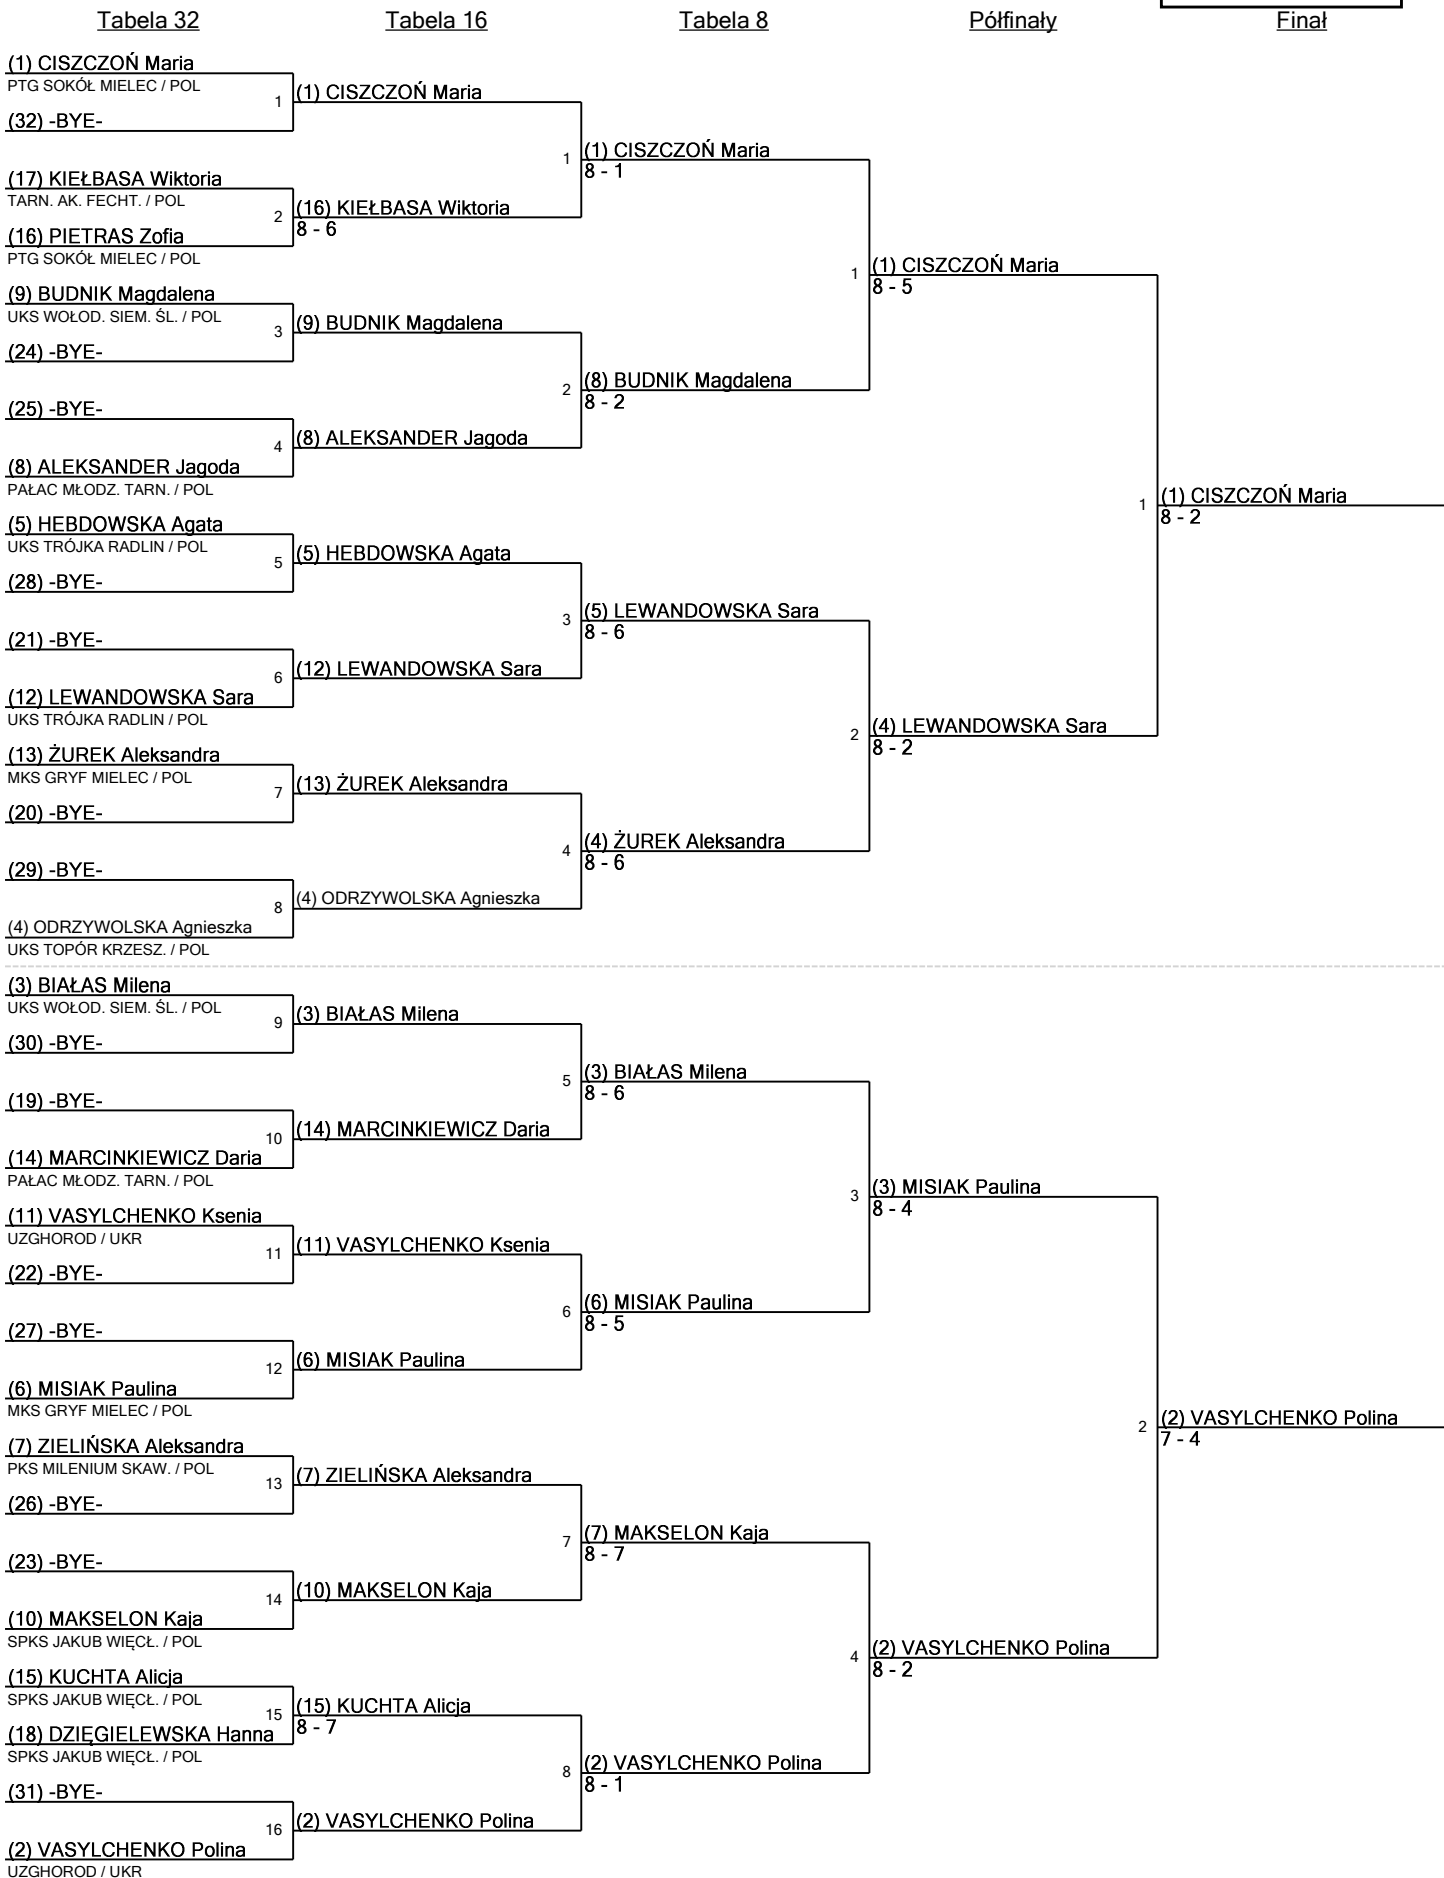 Tabela 32
Tabela 16
Tabela 8
Półfinały
Finał
(1) CISZCZOŃ Maria
PTG SOKÓŁ MIELEC / POL
1
(32) -BYE-
(17) KIEŁBASA Wiktoria
TARN. AK. FECHT. / POL
2
(16) PIETRAS Zofia
PTG SOKÓŁ MIELEC / POL
(9) BUDNIK Magdalena
UKS WOŁOD. SIEM. ŚL. / POL
3
(24) -BYE-
(25) -BYE-
4
(8) ALEKSANDER Jagoda
PAŁAC MŁODZ. TARN. / POL
(5) HEBDOWSKA Agata
UKS TRÓJKA RADLIN / POL
5
(28) -BYE-
(21) -BYE-
6
(12) LEWANDOWSKA Sara
UKS TRÓJKA RADLIN / POL
(13) ŻUREK Aleksandra
MKS GRYF MIELEC / POL
7
(20) -BYE-
(29) -BYE-
8
(4) ODRZYWOLSKA Agnieszka
UKS TOPÓR KRZESZ. / POL
(3) BIAŁAS Milena
UKS WOŁOD. SIEM. ŚL. / POL
9
(30) -BYE-
(19) -BYE-
10
(14) MARCINKIEWICZ Daria
PAŁAC MŁODZ. TARN. / POL
(11) VASYLCHENKO Ksenia
UZGHOROD / UKR
11
(22) -BYE-
(27) -BYE-
12
(6) MISIAK Paulina
MKS GRYF MIELEC / POL
(7) ZIELIŃSKA Aleksandra
PKS MILENIUM SKAW. / POL
13
(26) -BYE-
(23) -BYE-
14
(10) MAKSELON Kaja
SPKS JAKUB WIĘCŁ. / POL
(15) KUCHTA Alicja
SPKS JAKUB WIĘCŁ. / POL
15
(18) DZIĘGIELEWSKA Hanna
SPKS JAKUB WIĘCŁ. / POL
(31) -BYE-
16
(2) VASYLCHENKO Polina
UZGHOROD / UKR
(1) CISZCZOŃ Maria
1
(16) KIEŁBASA Wiktoria
8 - 6
(9) BUDNIK Magdalena
2
(8) ALEKSANDER Jagoda
(5) HEBDOWSKA Agata
3
(12) LEWANDOWSKA Sara
(13) ŻUREK Aleksandra
4
(4) ODRZYWOLSKA Agnieszka
(3) BIAŁAS Milena
5
(14) MARCINKIEWICZ Daria
(11) VASYLCHENKO Ksenia
6
(6) MISIAK Paulina
(7) ZIELIŃSKA Aleksandra
7
(10) MAKSELON Kaja
(15) KUCHTA Alicja
8 - 7
8
(2) VASYLCHENKO Polina
(1) CISZCZOŃ Maria
8 - 1
1
(8) BUDNIK Magdalena
8 - 2
(5) LEWANDOWSKA Sara
8 - 6
2
(4) ŻUREK Aleksandra
8 - 6
(3) BIAŁAS Milena
8 - 6
3
(6) MISIAK Paulina
8 - 5
(7) MAKSELON Kaja
8 - 7
4
(2) VASYLCHENKO Polina
8 - 1
(1) CISZCZOŃ Maria
8 - 5
1
(4) LEWANDOWSKA Sara
8 - 2
(3) MISIAK Paulina
8 - 4
2
(2) VASYLCHENKO Polina
8 - 2
(1) CISZCZOŃ Maria
8 - 2
(2) VASYLCHENKO Polina
7 - 4